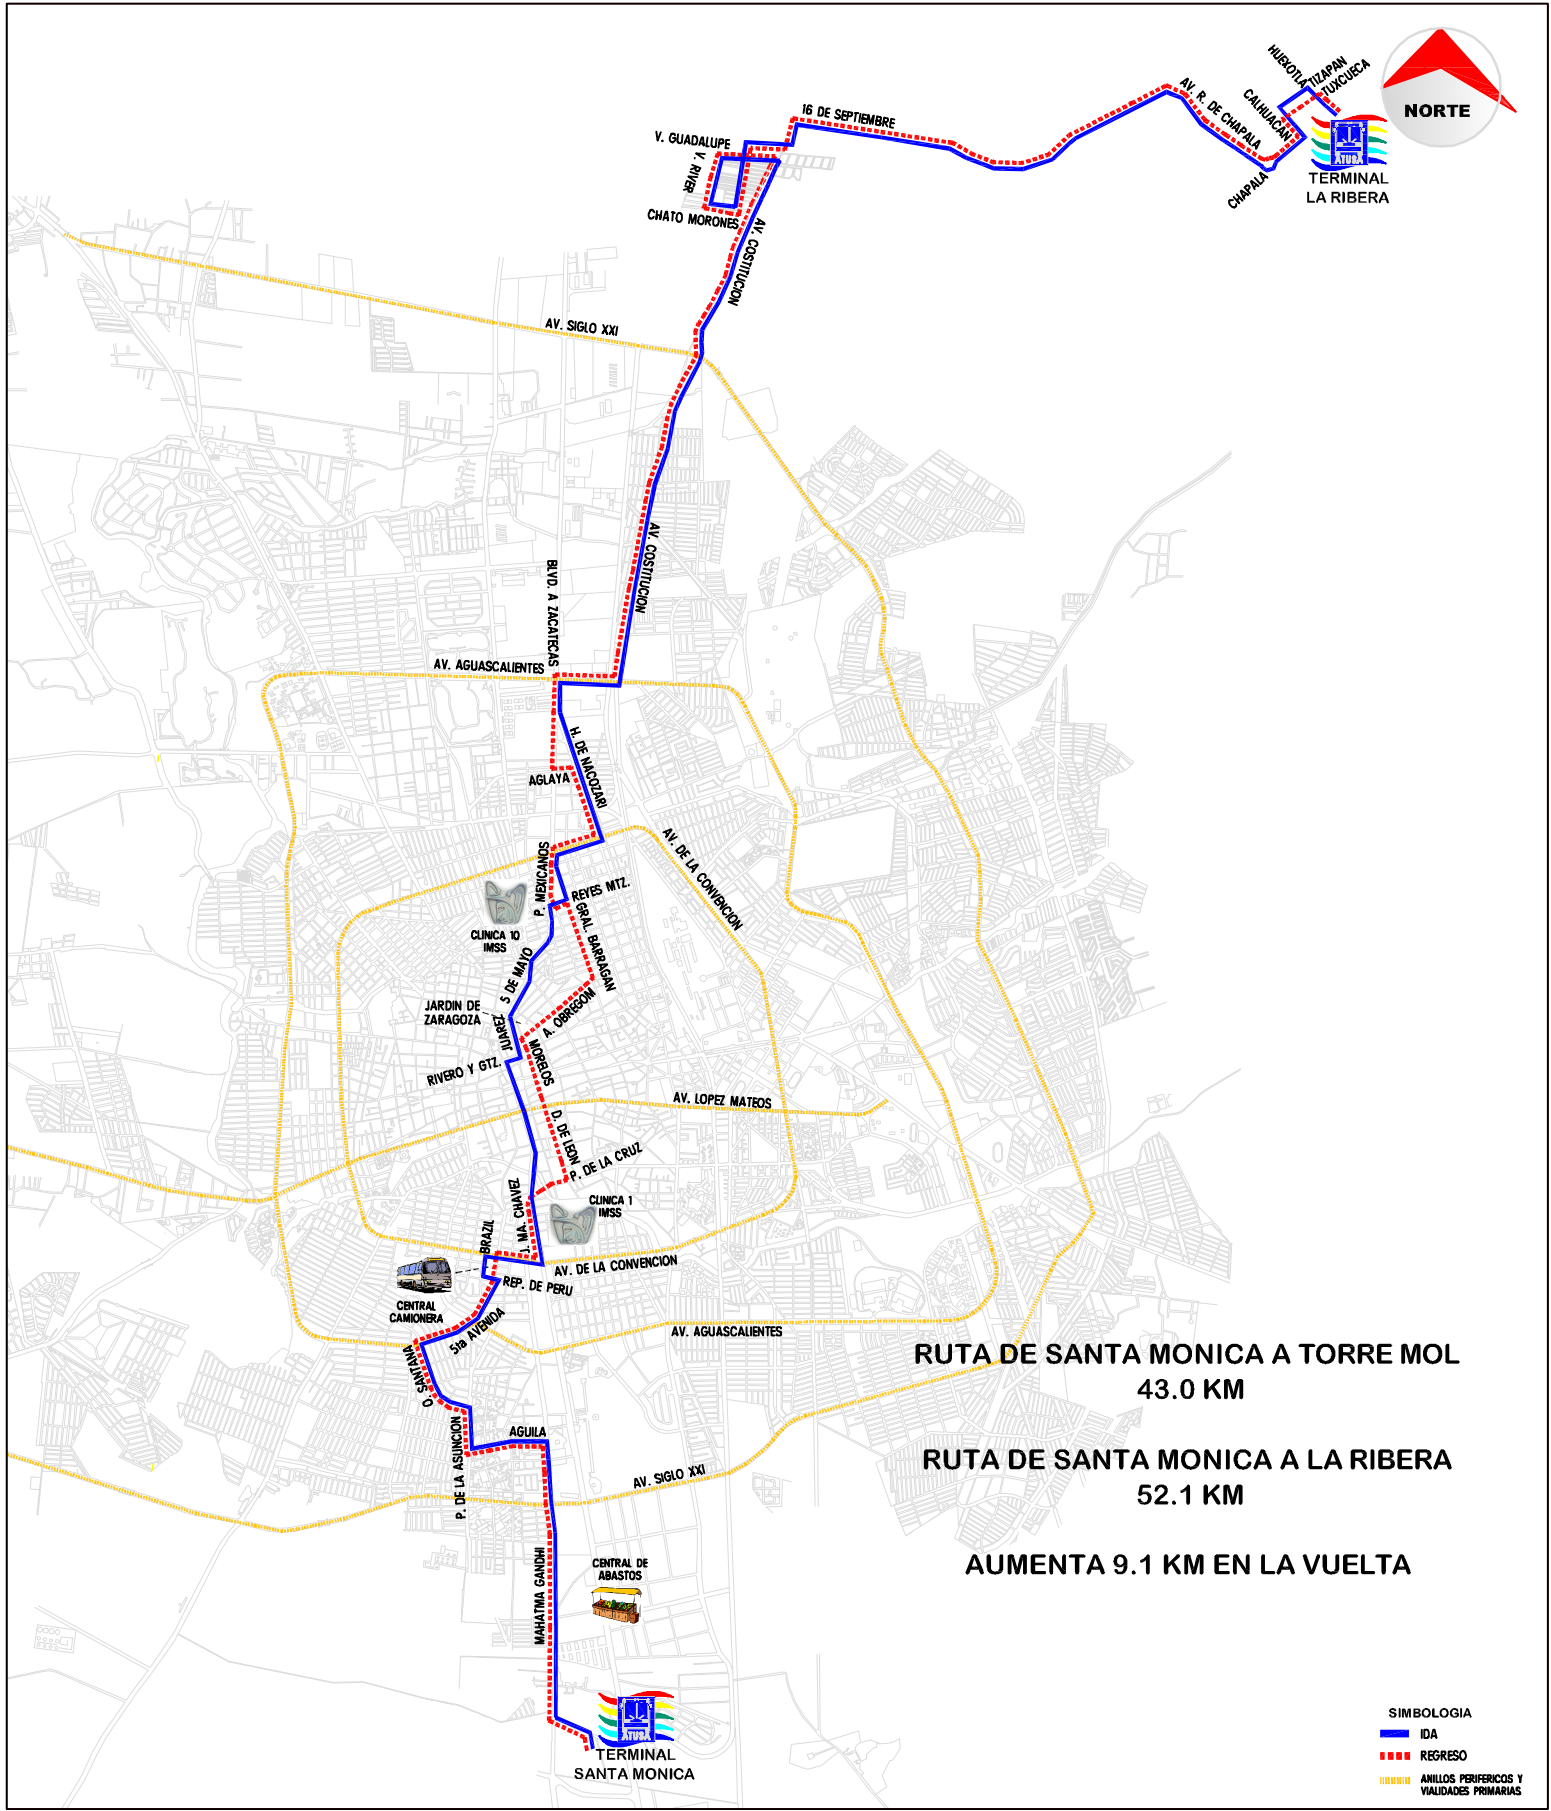 HUEXOTLA
TIZAPAN
TUXCUECA
NORTE
AV. R. DE CHAPALA
CALHUACAN
16 DE SEPTIEMBRE
V. GUADALUPE
V. RIVER
CHATO MORONES
CHAPALA
ATUSA
TERMINAL
LA RIBERA
AV. COSTITUCION
AV. SIGLO XXI
AV. COSTITUCION
BLVD. A ZACATECAS
AV. AGUASCALIENTES
H. DE NACOZARI
AGLAYA
AV. DE LA CONVENCION
P. MEXICANOS
REYES MTZ.
GRAL. BARRAGAN
CLINICA 10
IMSS
5 DE MAYO
JARDIN DE
ZARAGOZA
JUAREZ
A. OBREGOM
MORELOS
RIVERO Y GTZ.
AV. LOPEZ MATEOS
D. DE LEON
P. DE LA CRUZ
J. MA. CHAVEZ
CLINICA 1
IMSS
BRAZIL
AV. DE LA CONVENCION
REP. DE PERU
CENTRAL
CAMIONERA
5ta AVENIDA
AV. AGUASCALIENTES
O. SANTANA
RUTA DE SANTA MONICA A TORRE MOL
43.0 KM
P. DE LA ASUNCION
AGUILA
RUTA DE SANTA MONICA A LA RIBERA
52.1 KM
AV. SIGLO XXI
AUMENTA 9.1 KM EN LA VUELTA
MAHATMA GANDHI
CENTRAL DE
ABASTOS
ATUSA
TERMINAL
SANTA MONICA
SIMBOLOGIA
IDA
REGRESO
ANILLOS PERIFERICOS Y
VIALIDADES PRIMARIAS